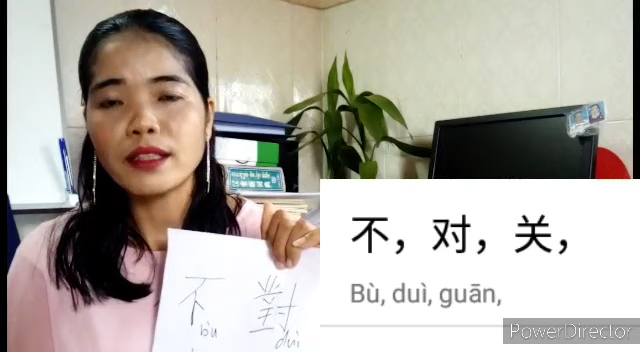 不，对，关，
Bù, duì, guān,
不 對
bù duì
PowerDirector